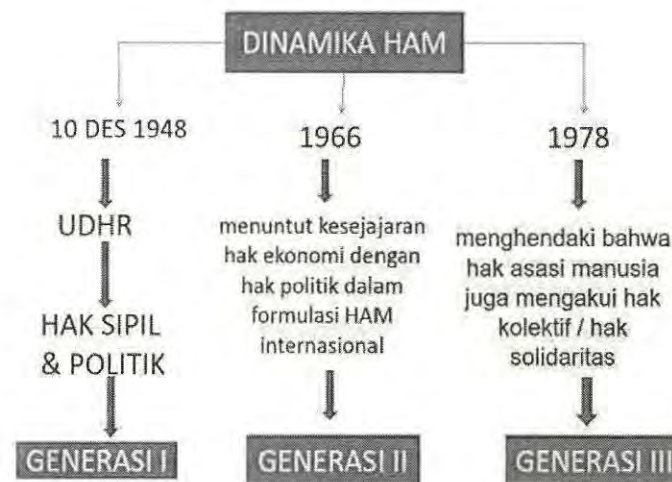 DINAMIKA HAM
10 DES 1948
UDHR
HAK SIPIL
& POLITIK
GENERASI I
1966
menuntut kesejajaran
hak ekonomi dengan
hak politik dalam
formulasi HAM
internasional
GENERASI II
1978
menghendaki bahwa
hak asasi manusia
juga mengakui hak
kolektif / hak
solidaritas
GENERASI III